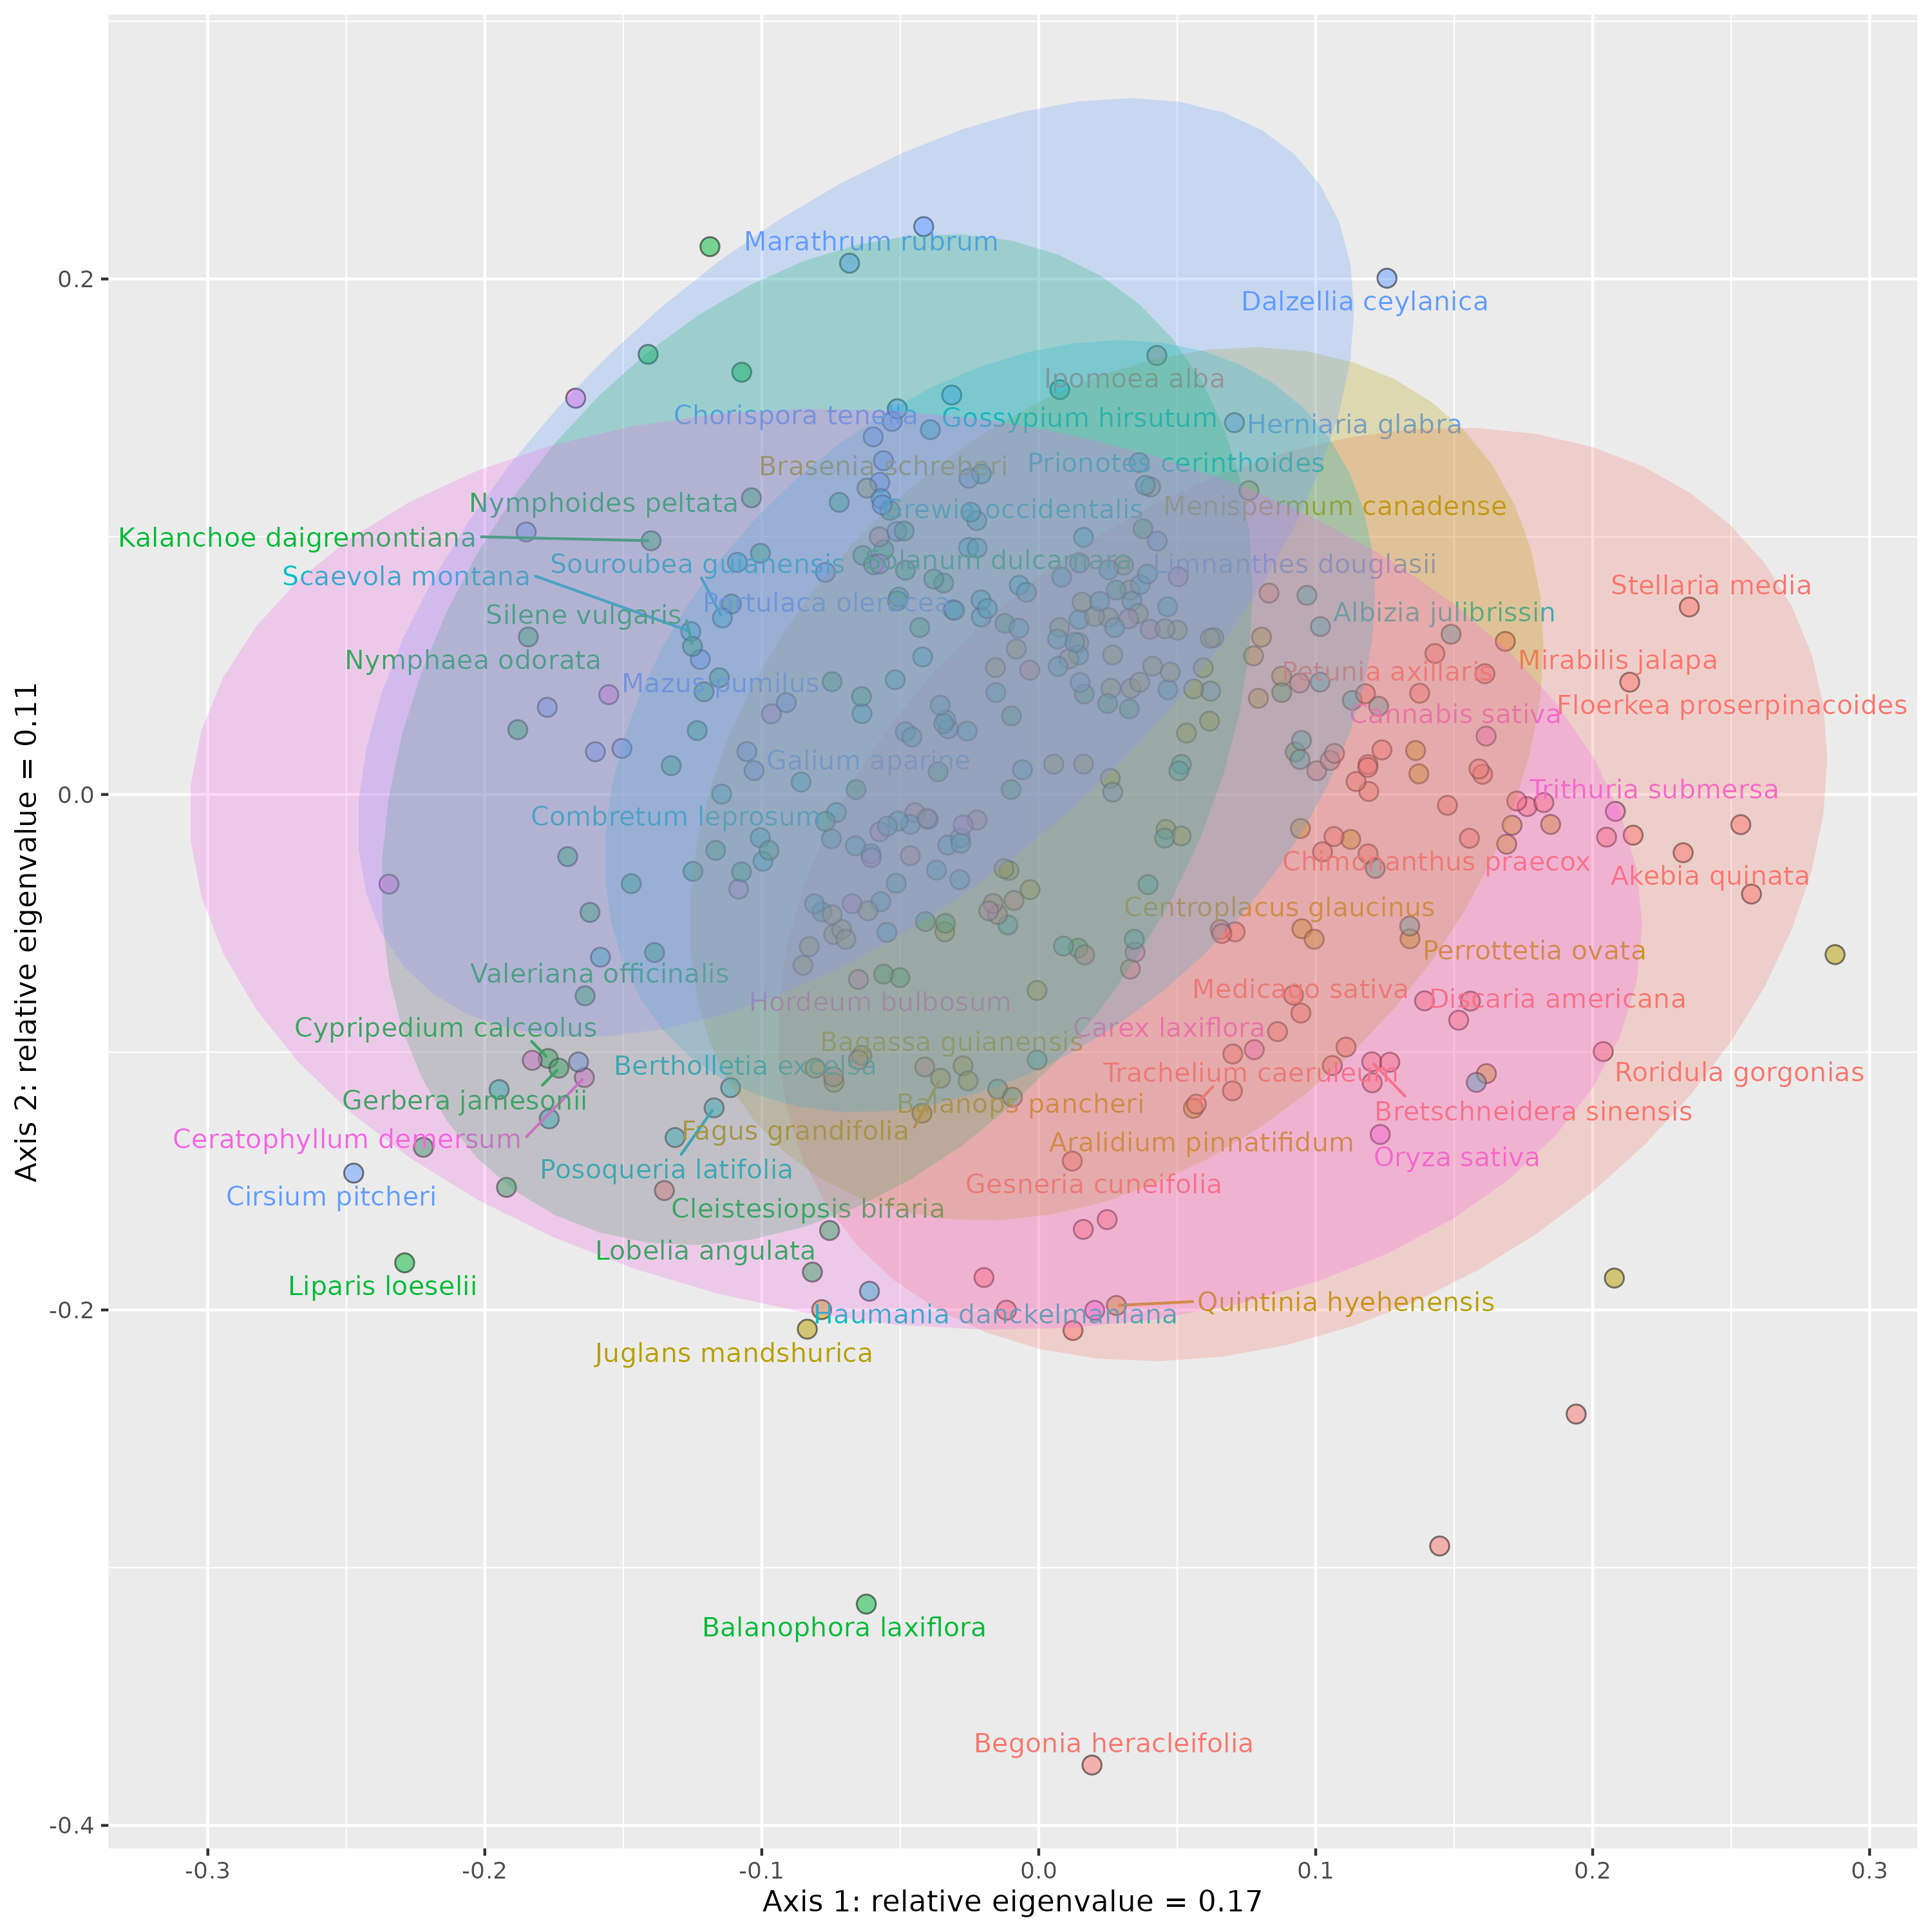 Marathrum rubrum
0.2
Dalzellia ceylanica
Ipomoea alba
Chorispora tenella
Gossypium hirsutum
Herniaria glabra
Brasenia schreberi
Prionotes cerinthoides
Nymphoides peltata
Grewia occidentalis
Menispermum canadense
Kalanchoe daigremontiana
Souroubea guianensis
Solanum dulcamara
Limnanthes douglasii
Scaevola montana
Stellaria media
Silene vulgaris
Portulaca oleracea
Albizia julibrissin
Nymphaea odorata
Mirabilis jalapa
Mazus pumilus
Petunia axillaris
Cannabis sativa
Floerkea proserpinacoides
Galium aparine
0.0
Trithuria submersa
Combretum leprosum
Chimonanthus praecox
Akebia quinata
Centroplacus glaucinus
Perrottetia ovata
Valeriana officinalis
Medicago sativa
Hordeum bulbosum
Discaria americana
Cypripedium calceolus
Carex laxiflora
Bagassa guianensis
Bertholletia excelsa
Trachelium caeruleum
Roridula gorgonias
Gerbera jamesonii
Balanops pancheri
Bretschneidera sinensis
Ceratophyllum demersum
Fagus grandifolia
Aralidium pinnatifidum
Oryza sativa
Posoqueria latifolia
Gesneria cuneifolia
Cirsium pitcheri
Cleistesiopsis bifaria
Lobelia angulata
Liparis loeselii
Quintinia hyehenensis
-0.2
Haumania danckelmaniana
Juglans mandshurica
Balanophora laxiflora
Begonia heracleifolia
-0.4
-0.3
-0.2
-0.1
0.0
0.1
0.2
0.3
Axis 1: relative eigenvalue = 0.17
Axis 2: relative eigenvalue = 0.11